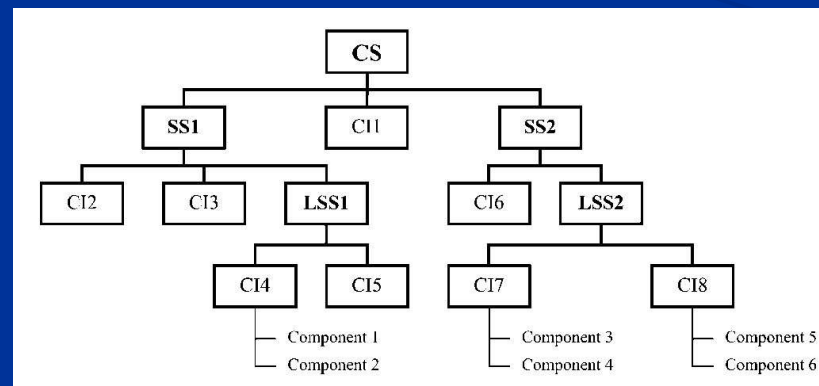 CS
SS1 CI1 SS2
CI2 CI3 LSS1 CI6 LSS2
CI4 CI5 CI7 CI8
Component 1 Component 3 Component 5
Component 2 Component 4 Component 6